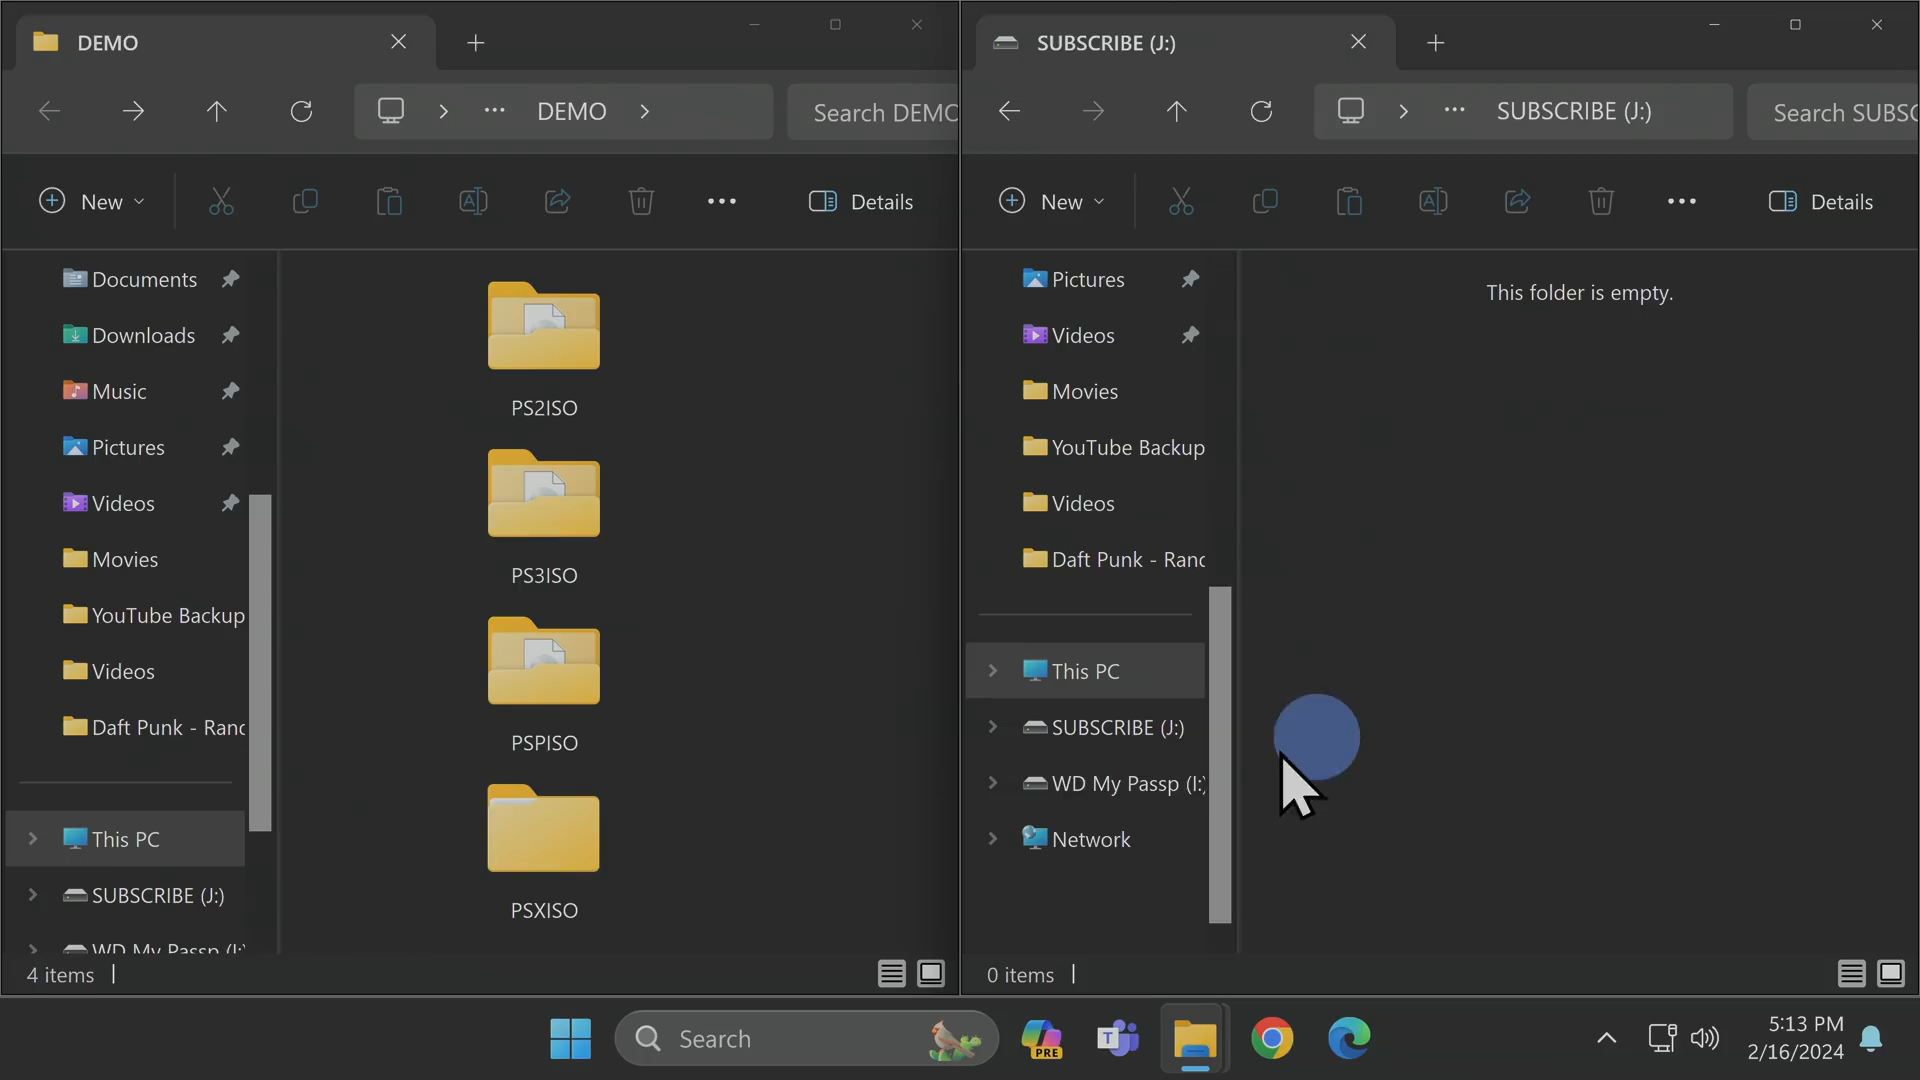 DEMO
DEMO
Search DEMO
New
Details
Documents
Downloads
Music
Pictures
Videos
Movies
YouTube Backup
Videos
Daft Punk - Ranc
This PC
SUBSCRIBE (J:)
WD My Passp (I:)
PS2ISO
PS3ISO
PSPISO
PSXISO
4 items
SUBSCRIBE (J:)
SUBSCRIBE (J:)
Search SUBSC
New
Details
Pictures
Videos
Movies
YouTube Backup
Videos
Daft Punk - Ranc
This PC
SUBSCRIBE (J:)
WD My Passp (I:)
Network
This folder is empty.
0 items
Search
PRE
T
5:13 PM
2/16/2024